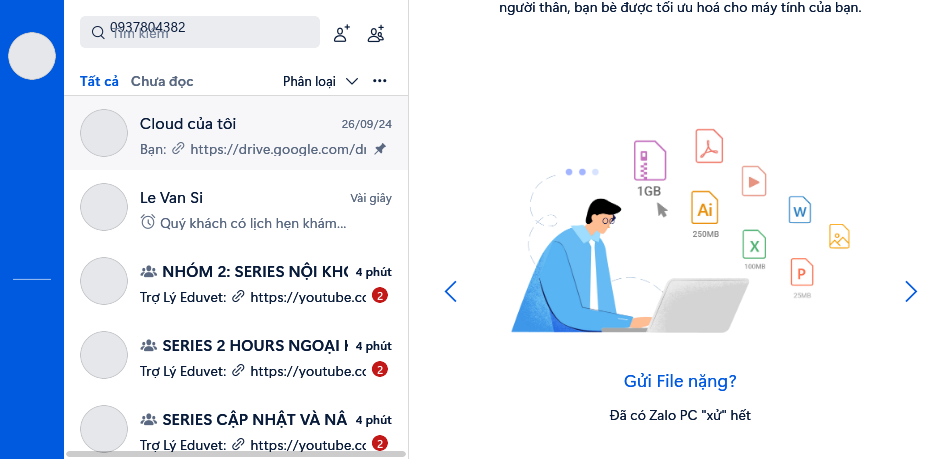 0937804382
Tìm kiếm
Tất cả Chưa đọc Phân loại
Cloud của tôi 26/09/24
Bạn: https://drive.google.com/dr
Le Van Si Vài giây
Quý khách có lịch hẹn khám...
NHÓM 2: SERIES NỘI KHO 4 phút
Trợ Lý Eduvet: https://youtube.cc 2
SERIES 2 HOURS NGOẠI K 4 phút
Trợ Lý Eduvet: https://youtube.cc 2
SERIES CẬP NHẬT VÀ NÂ 4 phút
Trợ Lý Eduvet: https://youtube.cc 2
người thân, bạn bè được tối ưu hoá cho máy tính của bạn.
1GB
Ai
250MB
W
X
100MB
P
25MB
Gửi File nặng?
Đã có Zalo PC "xử" hết